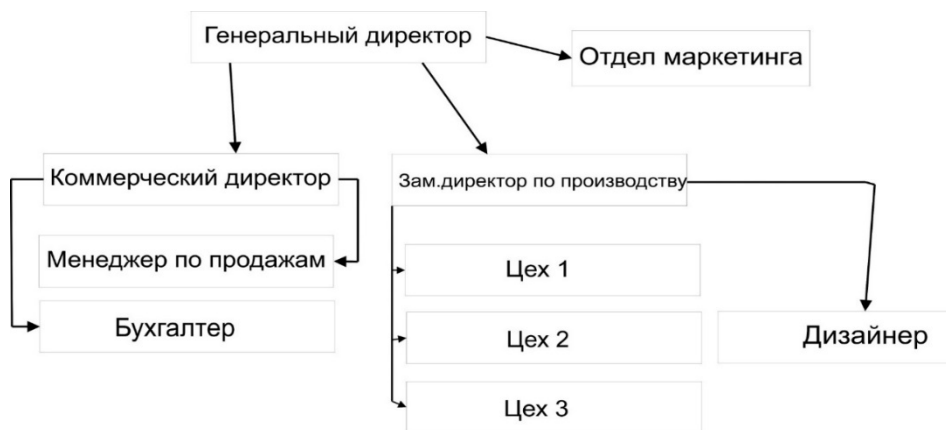 Генеральный директор
Отдел маркетинга
Коммерческий директор
Зам.директор по производству
Менеджер по продажам
Цех 1
Бухгалтер
Цех 2
Дизайнер
Цех 3